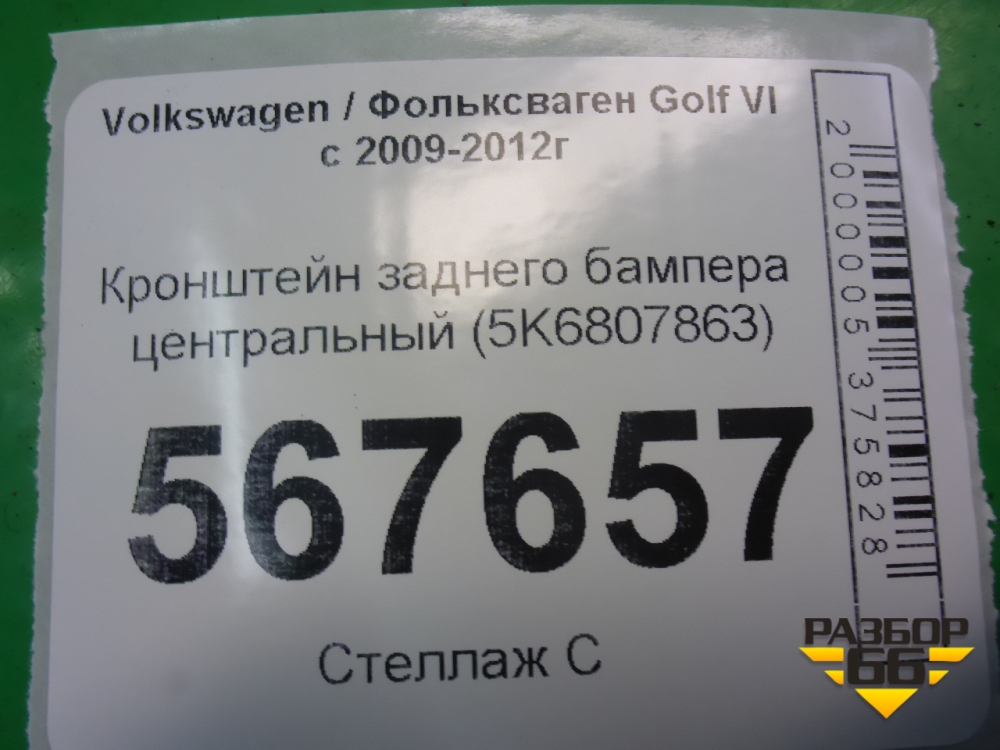 Volkswagen / Фольксваген Golf VI
с 2009-2012г
Кронштейн заднего бампера
центральный (5K6807863)
567657
Стеллаж С
2000005375828
РАЗБОР
66